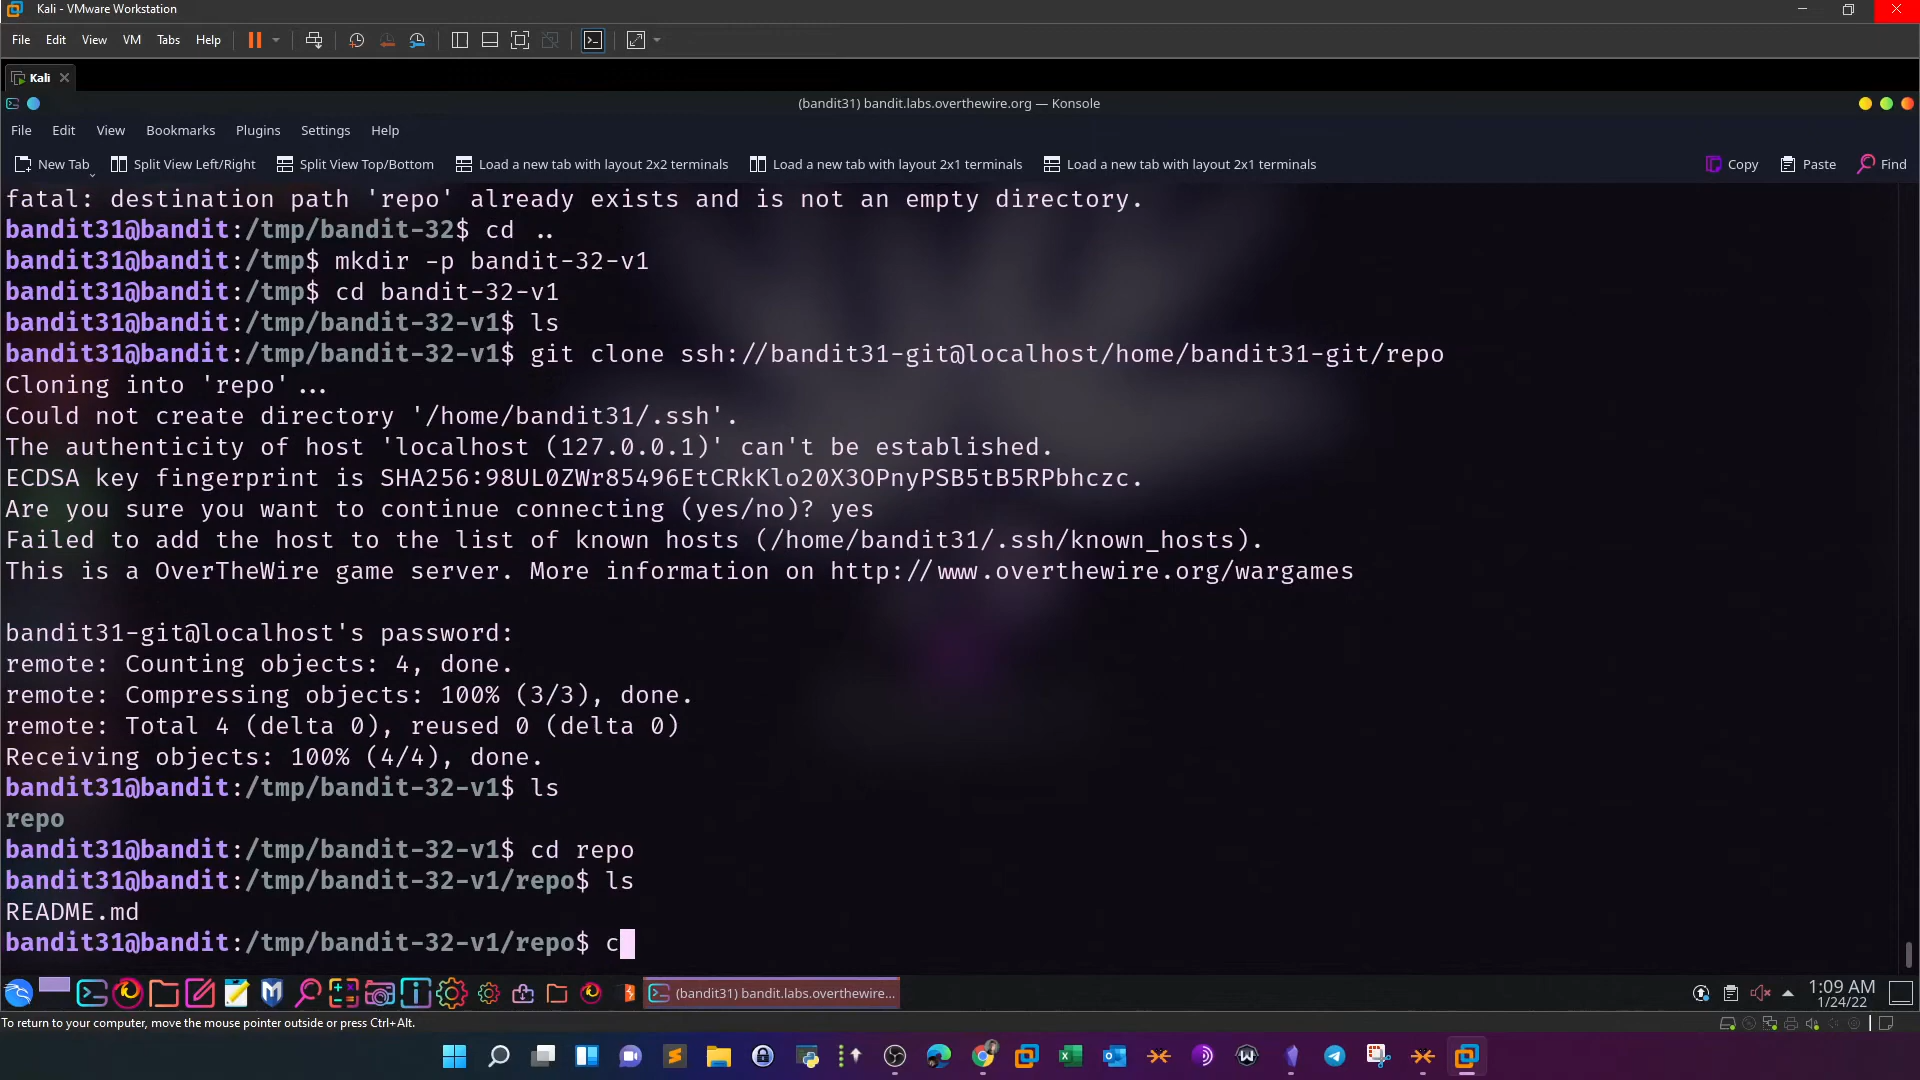 Kali - VMware Workstation
File Edit View VM Tabs Help
Kali
(bandit31) bandit.labs.overthewire.org — Konsole
File Edit View Bookmarks Plugins Settings Help
New Tab Split View Left/Right Split View Top/Bottom Load a new tab with layout 2x2 terminals Load a new tab with layout 2x1 terminals Load a new tab with layout 2x1 terminals Copy Paste Find
fatal: destination path 'repo' already exists and is not an empty directory.
bandit31@bandit:/tmp/bandit-32$ cd ..
bandit31@bandit:/tmp$ mkdir -p bandit-32-v1
bandit31@bandit:/tmp$ cd bandit-32-v1
bandit31@bandit:/tmp/bandit-32-v1$ ls
bandit31@bandit:/tmp/bandit-32-v1$ git clone ssh://bandit31-git@localhost/home/bandit31-git/repo
Cloning into 'repo'...
Could not create directory '/home/bandit31/.ssh'.
The authenticity of host 'localhost (127.0.0.1)' can't be established.
ECDSA key fingerprint is SHA256:98UL0ZWr85496EtCRkKlo20X3OPnyPSB5tB5RPbhczc.
Are you sure you want to continue connecting (yes/no)? yes
Failed to add the host to the list of known hosts (/home/bandit31/.ssh/known_hosts).
This is a OverTheWire game server. More information on http://www.overthewire.org/wargames
bandit31-git@localhost's password:
remote: Counting objects: 4, done.
remote: Compressing objects: 100% (3/3), done.
remote: Total 4 (delta 0), reused 0 (delta 0)
Receiving objects: 100% (4/4), done.
bandit31@bandit:/tmp/bandit-32-v1$ ls
repo
bandit31@bandit:/tmp/bandit-32-v1$ cd repo
bandit31@bandit:/tmp/bandit-32-v1/repo$ ls
README.md
bandit31@bandit:/tmp/bandit-32-v1/repo$ c
(bandit31) bandit.labs.overthewire...
1:09 AM
1/24/22
To return to your computer, move the mouse pointer outside or press Ctrl+Alt.